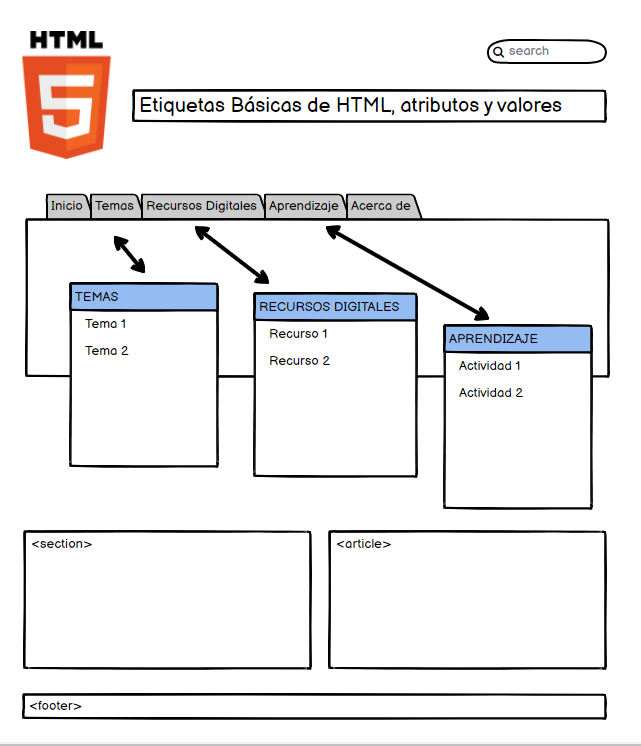 HTML
5
search
Etiquetas Básicas de HTML, atributos y valores
Inicio Temas Recursos Digitales Aprendizaje Acerca de
TEMAS
Tema 1
Tema 2
RECURSOS DIGITALES
Recurso 1
Recurso 2
APRENDIZAJE
Actividad 1
Actividad 2
<section>
<article>
<footer>